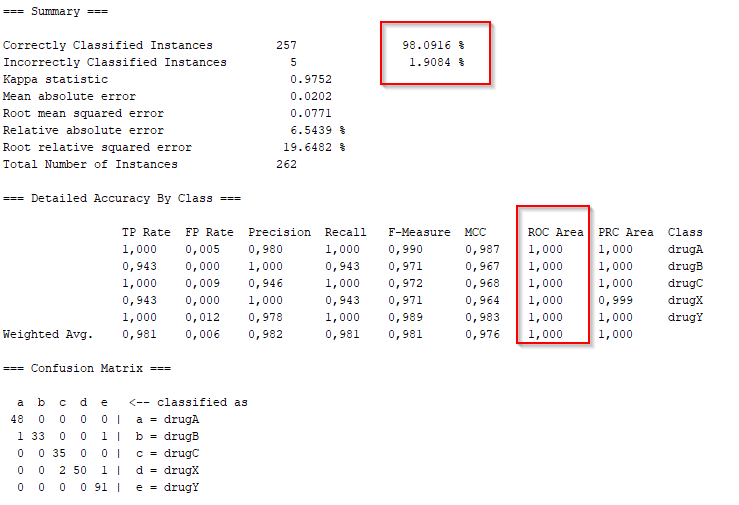 === Summary ===
Correctly Classified Instances 257 98.0916 %
Incorrectly Classified Instances 5 1.9084 %
Kappa statistic 0.9752
Mean absolute error 0.0202
Root mean squared error 0.0771
Relative absolute error 6.5439 %
Root relative squared error 19.6482 %
Total Number of Instances 262
=== Detailed Accuracy By Class ===
TP Rate FP Rate Precision Recall F-Measure MCC ROC Area PRC Area Class
1,000 0,005 0,980 1,000 0,990 0,987 1,000 1,000 drugA
0,943 0,000 1,000 0,943 0,971 0,967 1,000 1,000 drugB
1,000 0,009 0,946 1,000 0,972 0,968 1,000 1,000 drugC
0,943 0,000 1,000 0,943 0,971 0,964 1,000 0,999 drugX
1,000 0,012 0,978 1,000 0,989 0,983 1,000 1,000 drugY
Weighted Avg. 0,981 0,006 0,982 0,981 0,981 0,976 1,000 1,000
=== Confusion Matrix ===
a b c d e <-- classified as
48 0 0 0 0 | a = drugA
1 33 0 0 1 | b = drugB
0 0 35 0 0 | c = drugC
0 0 2 50 1 | d = drugX
0 0 0 0 91 | e = drugY